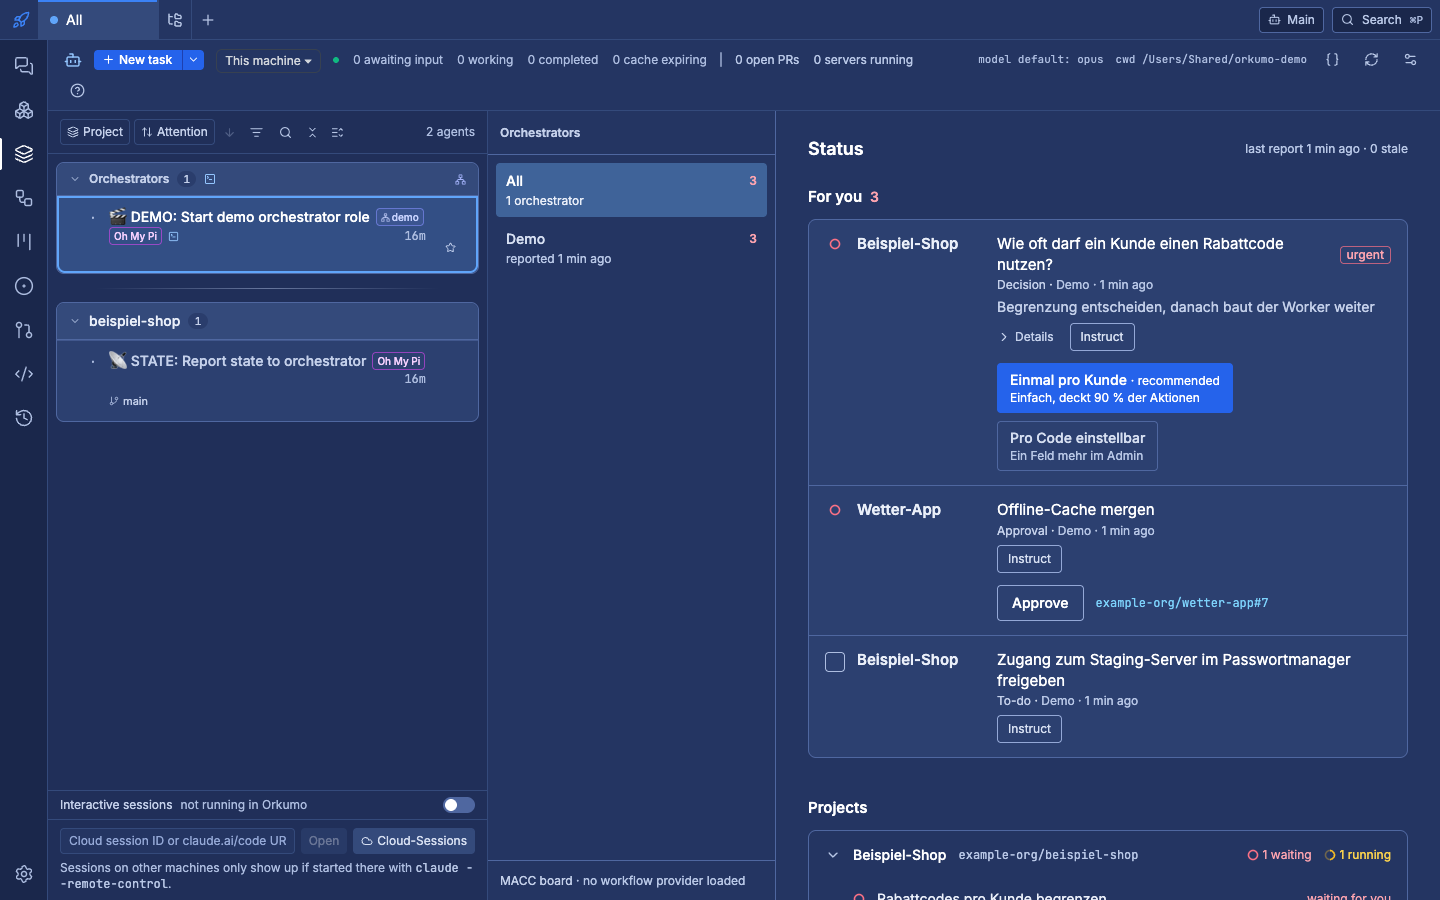 All
Main
Search ⌘P
New task
This machine
0 awaiting input
0 working
0 completed
0 cache expiring
0 open PRs
0 servers running
model default: opus
cwd /Users/Shared/orkumo-demo
Project
Attention
2 agents
Orchestrators 1
DEMO: Start demo orchestrator role
demo
Oh My Pi
16m
beispiel-shop 1
STATE: Report state to orchestrator
Oh My Pi
16m
main
Interactive sessions not running in Orkumo
Cloud session ID or claude.ai/code UR
Open
Cloud-Sessions
Sessions on other machines only show up if started there with claude -
-remote-control.
Orchestrators
All 3
1 orchestrator
Demo 3
reported 1 min ago
MACC board · no workflow provider loaded
Status
last report 1 min ago · 0 stale
For you 3
Beispiel-Shop
Wie oft darf ein Kunde einen Rabattcode
nutzen?
urgent
Decision · Demo · 1 min ago
Begrenzung entscheiden, danach baut der Worker weiter
Details
Instruct
Einmal pro Kunde · recommended
Einfach, deckt 90 % der Aktionen
Pro Code einstellbar
Ein Feld mehr im Admin
Wetter-App
Offline-Cache mergen
Approval · Demo · 1 min ago
Instruct
Approve
example-org/wetter-app#7
Beispiel-Shop
Zugang zum Staging-Server im Passwortmanager
freigeben
To-do · Demo · 1 min ago
Instruct
Projects
Beispiel-Shop example-org/beispiel-shop
1 waiting
1 running
Rabattcodes pro Kunde begrenzen
waiting for you